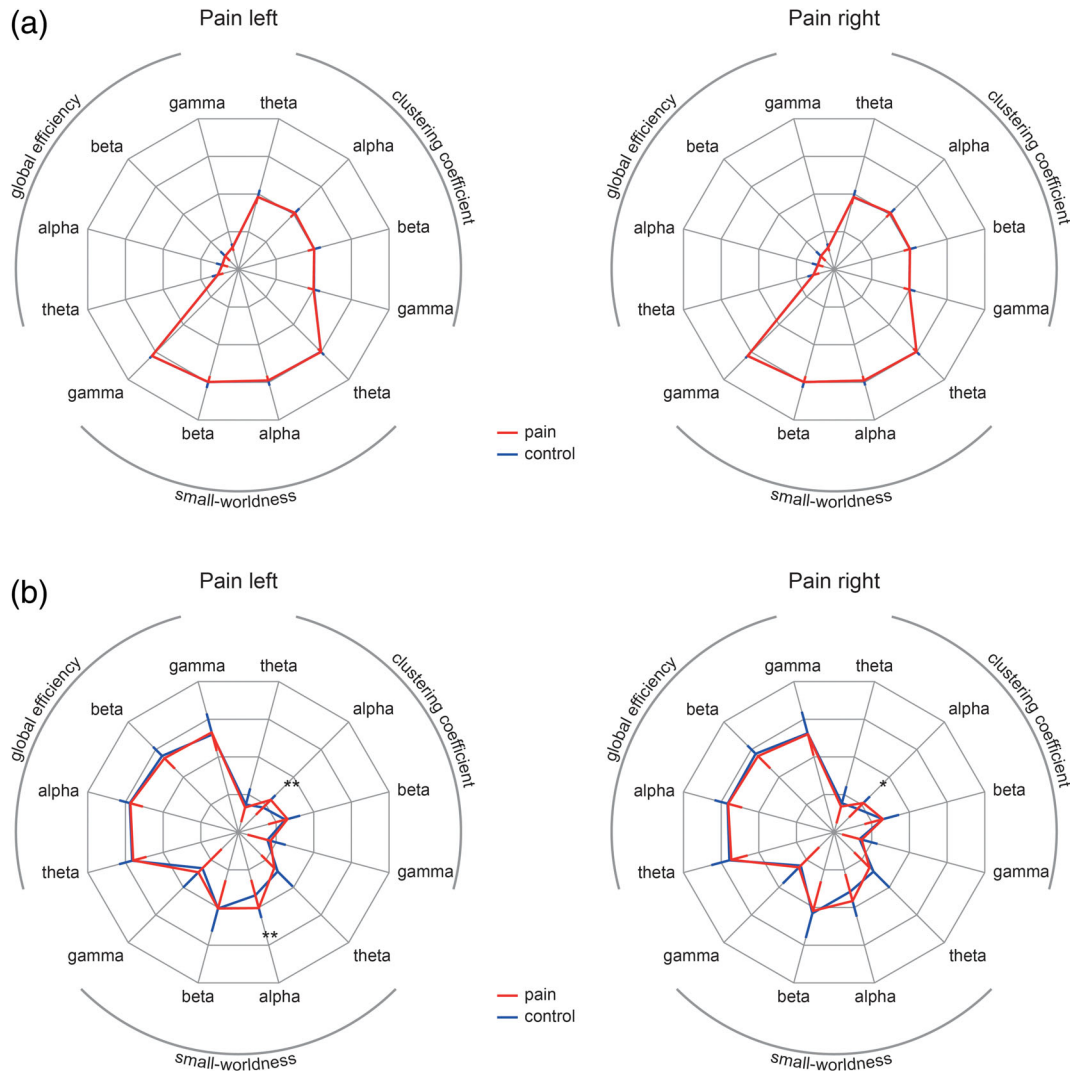 (a)
Pain left
Pain right
global efficiency
clustering coefficient
small-worldness
gamma
theta
beta
alpha
alpha
beta
theta
gamma
gamma
theta
beta
alpha
global efficiency
clustering coefficient
small-worldness
gamma
theta
beta
alpha
alpha
beta
theta
gamma
gamma
theta
beta
alpha
pain
control
(b)
Pain left
Pain right
global efficiency
clustering coefficient
small-worldness
gamma
theta
beta
alpha
**
alpha
beta
theta
gamma
gamma
theta
**
beta
alpha
global efficiency
clustering coefficient
small-worldness
gamma
theta
beta
alpha
*
alpha
beta
theta
gamma
gamma
theta
beta
alpha
pain
control